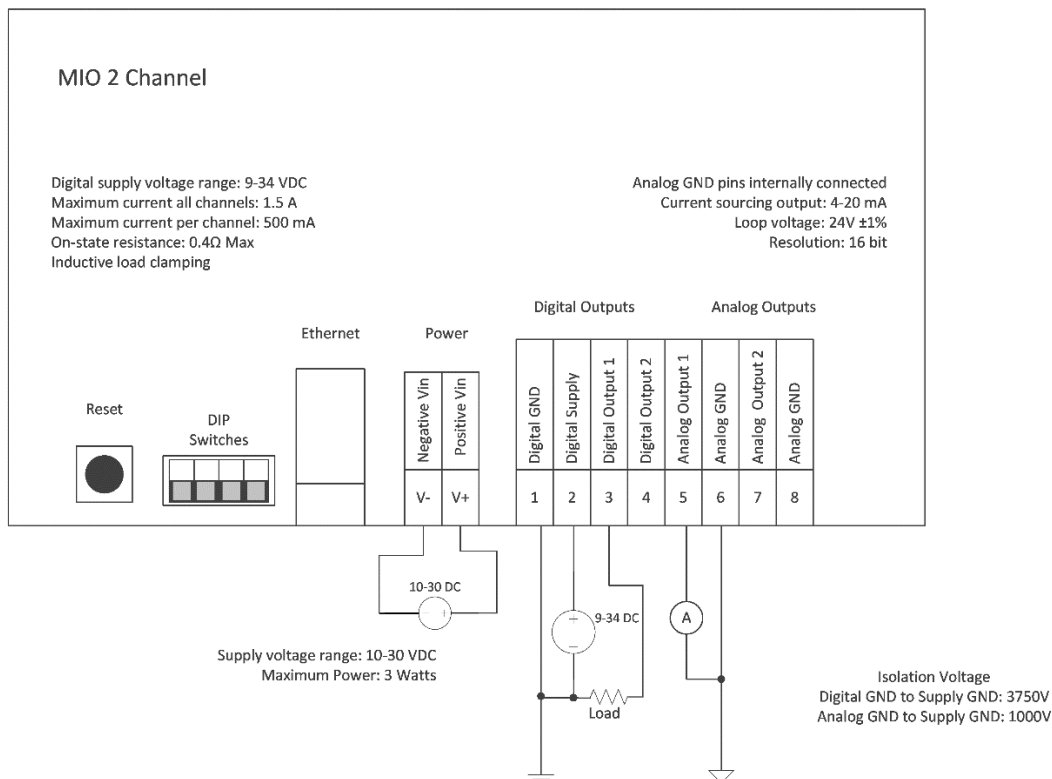 MIO 2 Channel
Digital supply voltage range: 9-34 VDC
Maximum current all channels: 1.5 A
Maximum current per channel: 500 mA
On-state resistance: 0.4Ω Max
Inductive load clamping
Analog GND pins internally connected
Current sourcing output: 4-20 mA
Loop voltage: 24V ±1%
Resolution: 16 bit
Digital Outputs
Analog Outputs
Ethernet
Power
Reset
DIP
Switches
Negative Vin
Positive Vin
Digital GND
Digital Supply
Digital Output 1
Digital Output 2
Analog Output 1
Analog GND
Analog Output 2
Analog GND
V-
V+
1
2
3
4
5
6
7
8
10-30 DC
- +
+
9-34 DC
−
A
Load
Supply voltage range: 10-30 VDC
Maximum Power: 3 Watts
Isolation Voltage
Digital GND to Supply GND: 3750V
Analog GND to Supply GND: 1000V